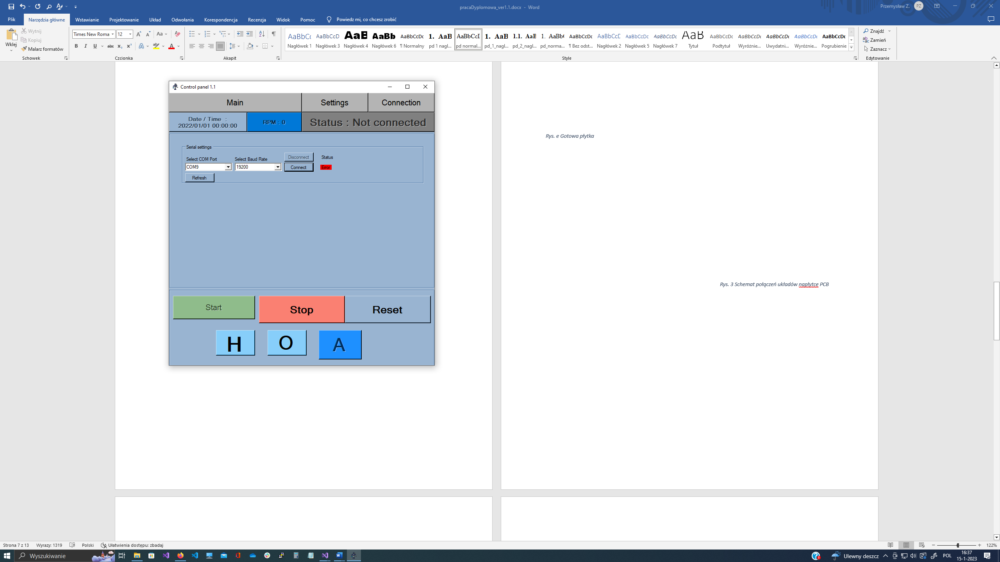 pracaDyplomowa_ver1.1.docx - Word
Przemysław Z.
PZ
Plik
Narzędzia główne
Wstawianie
Projektowanie
Układ
Odwołania
Korespondencja
Recenzja
Widok
Pomoc
Powiedz mi, co chcesz zrobić
Wklej
Wytnij
Kopiuj
Malarz formatów
Schowek
Times New Roma
12
Czcionka
Akapit
AaBbCc
AaBbCcD
AaB
AaBb
AaBbCcDc
1. AaB
AaBbCcI
1. AaB
1.1. AaB
1. AaBb(
AaBbCcDc
AaBbCcD
AaBbCcDc
AaBbCcDc
AaB
AaBbCcDc
AaBbCcDc
AaBbCcDc
AaBbCcDc
AaBbCcDc
Nagłówek 1
Nagłówek 3
Nagłówek 4
Nagłówek 6
¶ Normalny
pd 1 nagl...
pd normal...
pd_1_nagl...
pd_2_nagl...
pd_norma...
¶ Bez odst...
Nagłówek 2
Nagłówek 5
Nagłówek 7
Tytuł
Podtytuł
Wyróżnie...
Uwydatni...
Wyróżnie...
Pogrubienie
Style
Znajdź
Zamień
Zaznacz
Edytowanie
Control panel 1.1
Main
Settings
Connection
Date / Time :
2022/01/01 00:00:00
RPM : 0
Status : Not connected
Serial settings
Select COM Port
Select Baud Rate
Disconnect
Status
COM9
19200
Connect
Error
Refresh
Start
Stop
Reset
H
O
A
Rys. e Gotowa płytka
Rys. 3 Schemat połączeń układów napłytce PCB
Strona 7 z 13
Wyrazy: 1319
Polski
Ułatwienia dostępu: zbadaj
122%
Wyszukiwanie
Ulewny deszcz
POL
16:37
15-1-2023